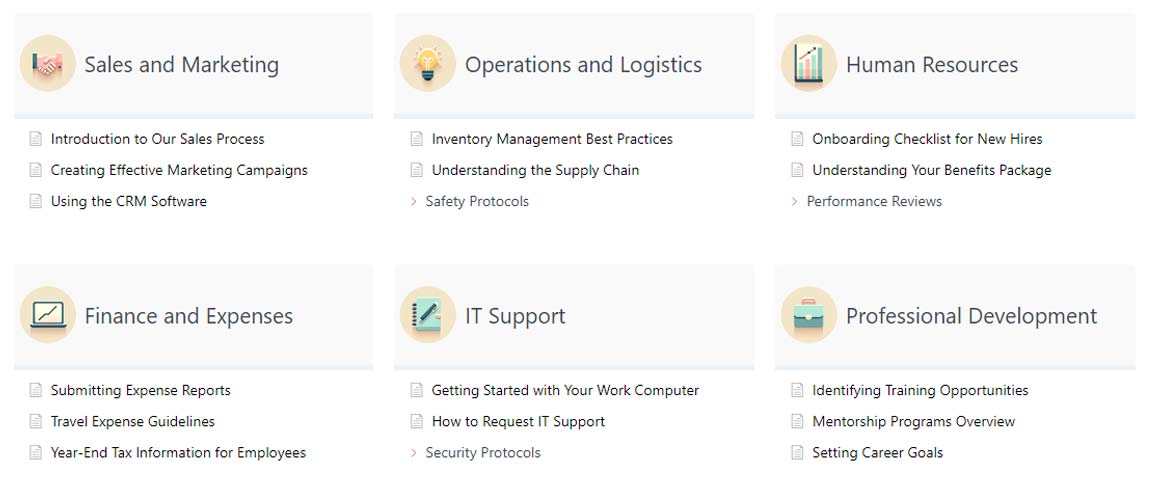 Sales and Marketing
Introduction to Our Sales Process
Creating Effective Marketing Campaigns
Using the CRM Software
Operations and Logistics
Inventory Management Best Practices
Understanding the Supply Chain
Safety Protocols
Human Resources
Onboarding Checklist for New Hires
Understanding Your Benefits Package
Performance Reviews
Finance and Expenses
Submitting Expense Reports
Travel Expense Guidelines
Year-End Tax Information for Employees
IT Support
Getting Started with Your Work Computer
How to Request IT Support
Security Protocols
Professional Development
Identifying Training Opportunities
Mentorship Programs Overview
Setting Career Goals